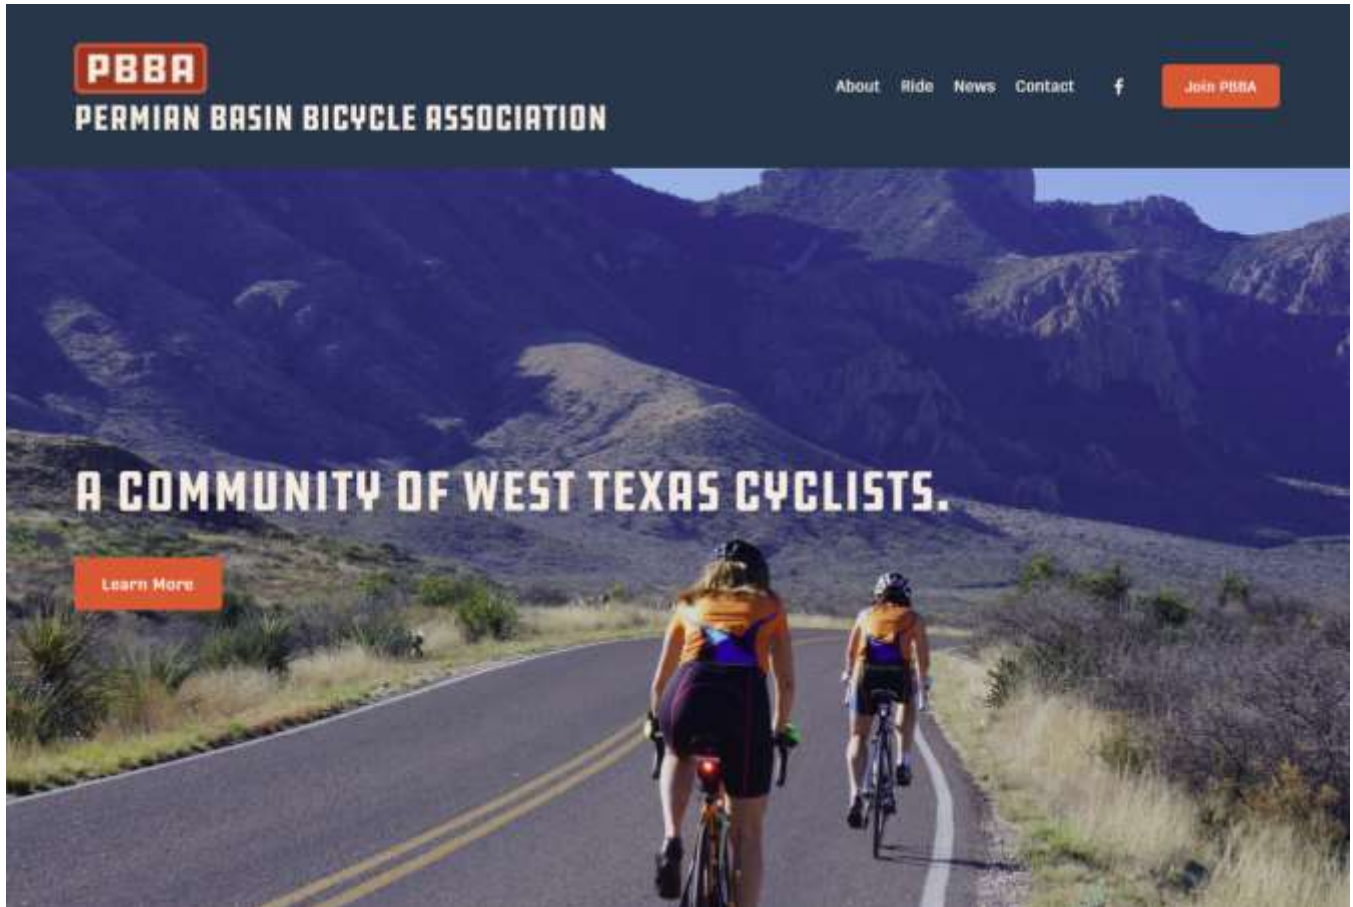 PBBA
PERMIAN BASIN BICYCLE ASSOCIATION
About Ride News Contact f Join PBBA
A COMMUNITY OF WEST TEXAS CYCLISTS.
Learn More